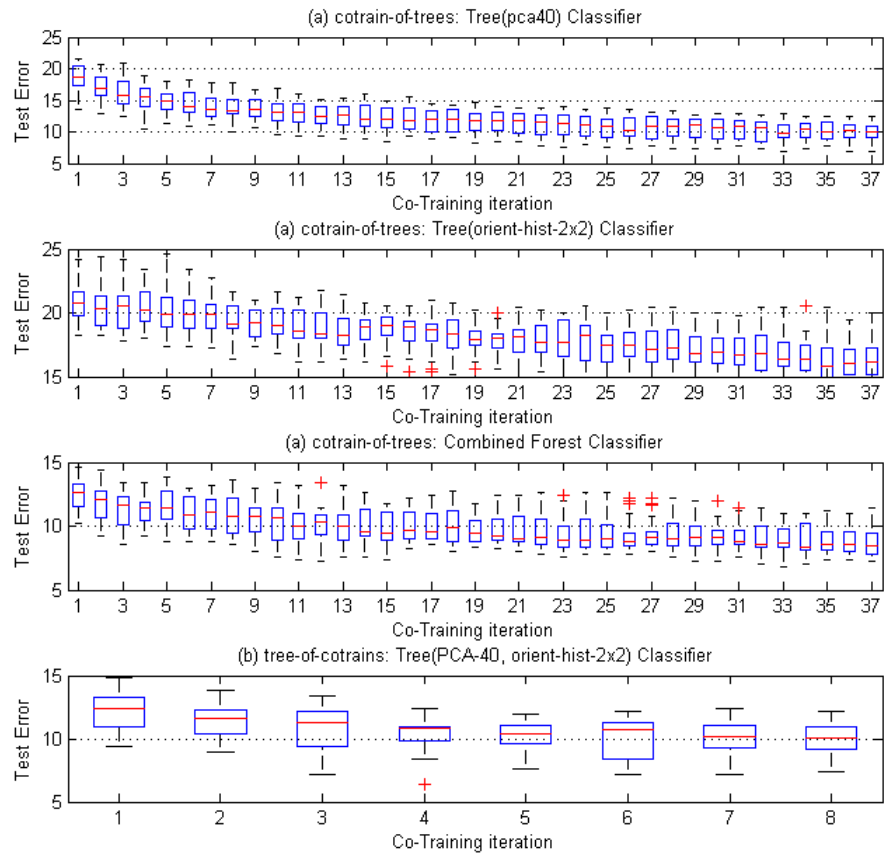 (a) cotrain-of-trees: Tree(pca40) Classifier
25
20
15
10
5
Test Error
1 3 5 7 9 11 13 15 17 19 21 23 25 27 29 31 33 35 37
Co-Training iteration
(a) cotrain-of-trees: Tree(orient-hist-2x2) Classifier
25
20
15
Test Error
1 3 5 7 9 11 13 15 17 19 21 23 25 27 29 31 33 35 37
Co-Training iteration
(a) cotrain-of-trees: Combined Forest Classifier
15
10
5
Test Error
1 3 5 7 9 11 13 15 17 19 21 23 25 27 29 31 33 35 37
Co-Training iteration
(b) tree-of-cotrains: Tree(PCA-40, orient-hist-2x2) Classifier
15
10
5
Test Error
1 2 3 4 5 6 7 8
Co-Training iteration